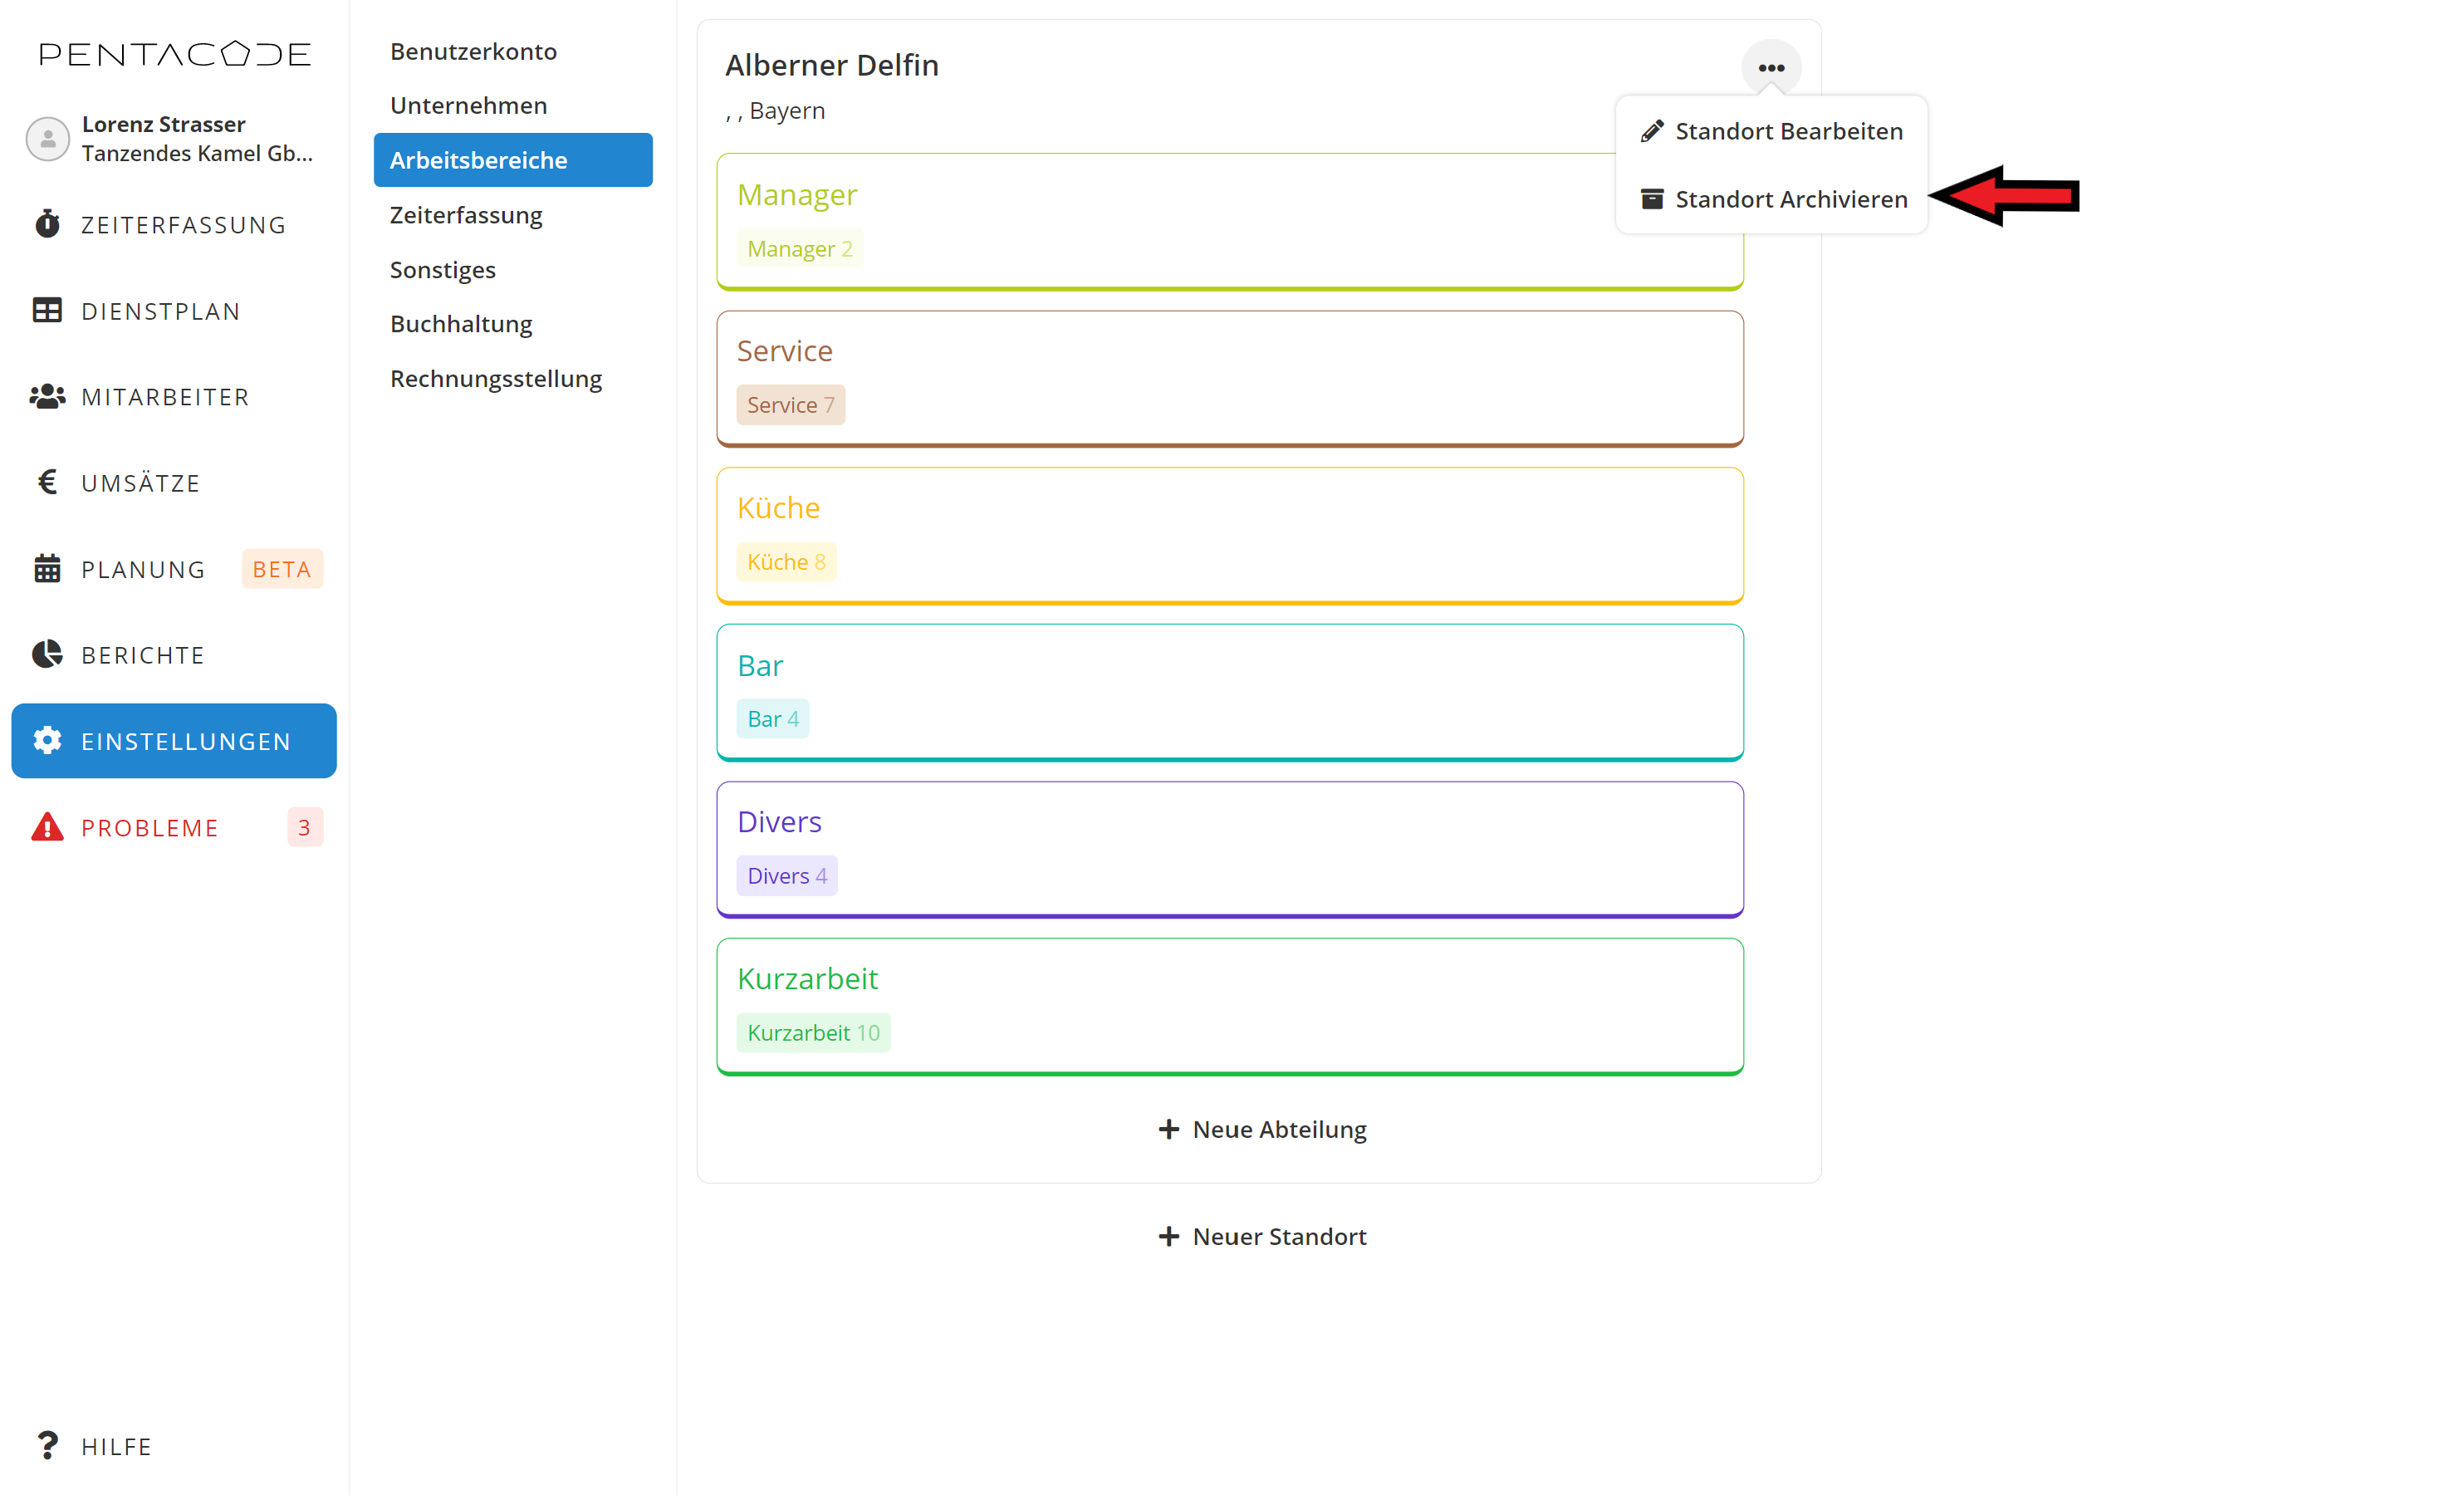 PENTACODE
Lorenz Strasser
Tanzendes Kamel Gb...
ZEITERFASSUNG
DIENSTPLAN
MITARBEITER
UMSÄTZE
PLANUNG BETA
BERICHTE
EINSTELLUNGEN
PROBLEME 3
HILFE
Benutzerkonto
Unternehmen
Arbeitsbereiche
Zeiterfassung
Sonstiges
Buchhaltung
Rechnungsstellung
Alberner Delfin
, , Bayern
Standort Bearbeiten
Standort Archivieren
Manager
Manager 2
Service
Service 7
Küche
Küche 8
Bar
Bar 4
Divers
Divers 4
Kurzarbeit
Kurzarbeit 10
Neue Abteilung
Neuer Standort